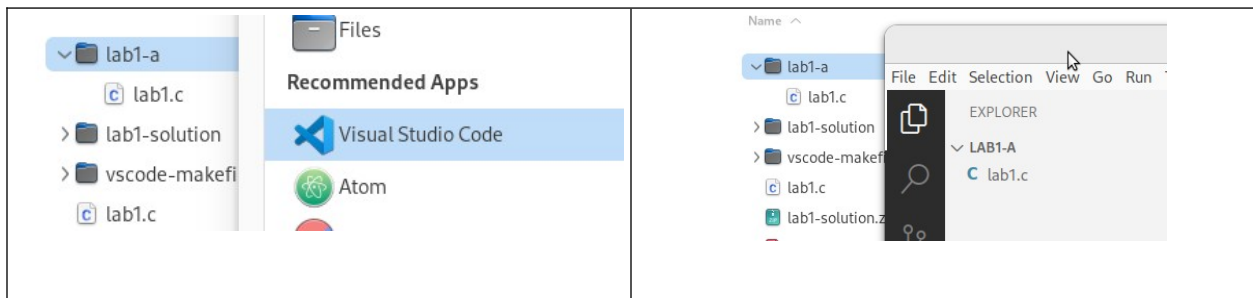 lab1-a
lab1.c
lab1-solution
vscode-makefi
lab1.c
Files
Recommended Apps
Visual Studio Code
Atom
Name
lab1-a
lab1.c
lab1-solution
vscode-makef
lab1.c
lab1-solution.z
File Edit Selection View Go Run
EXPLORER
LAB1-A
C lab1.c